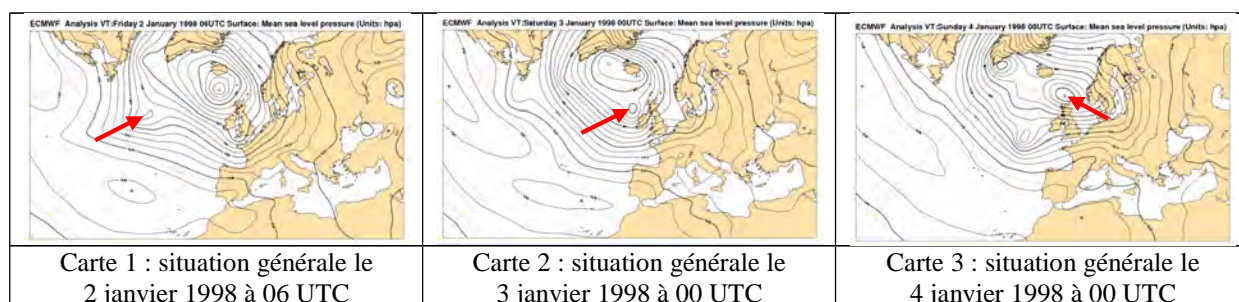 ECMWF Analysis VT:Friday 2 January 1998 06UTC Surface: Mean sea level pressure (Units: hpa)
ECMWF Analysis VT:Saturday 3 January 1998 00UTC Surface: Mean sea level pressure (Units: hpa)
ECMWF Analysis VT:Sunday 4 January 1998 00UTC Surface: Mean sea level pressure (Units: hpa)
Carte 1 : situation générale le
2 janvier 1998 à 06 UTC
Carte 2 : situation générale le
3 janvier 1998 à 00 UTC
Carte 3 : situation générale le
4 janvier 1998 à 00 UTC